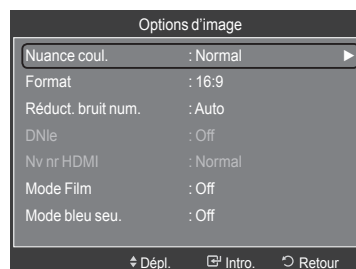 Options d'image
Nuance coul. : Normal
Format : 16:9
Réduct. bruit num. : Auto
DNIe : Off
Nv nr HDMI : Normal
Mode Film : Off
Mode bleu seu. : Off
Dépl. Intro. Retour